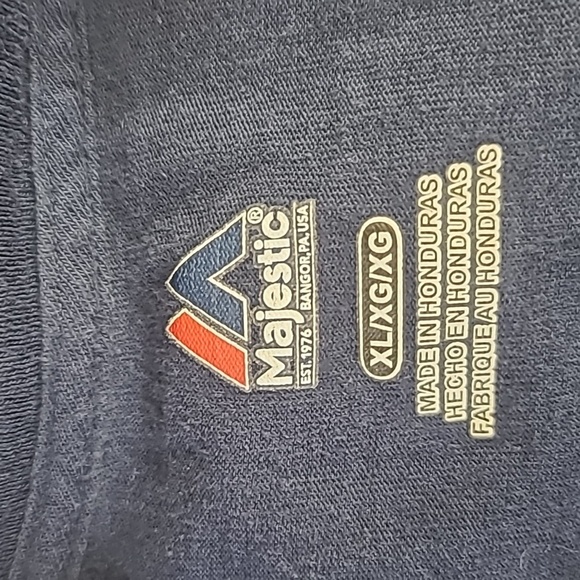 Majestic®
EST. 1976 BANGOR, PA, USA
XL/XG/XG
MADE IN HONDURAS
HECHO EN HONDURAS
FABRIQUE AU HONDURAS